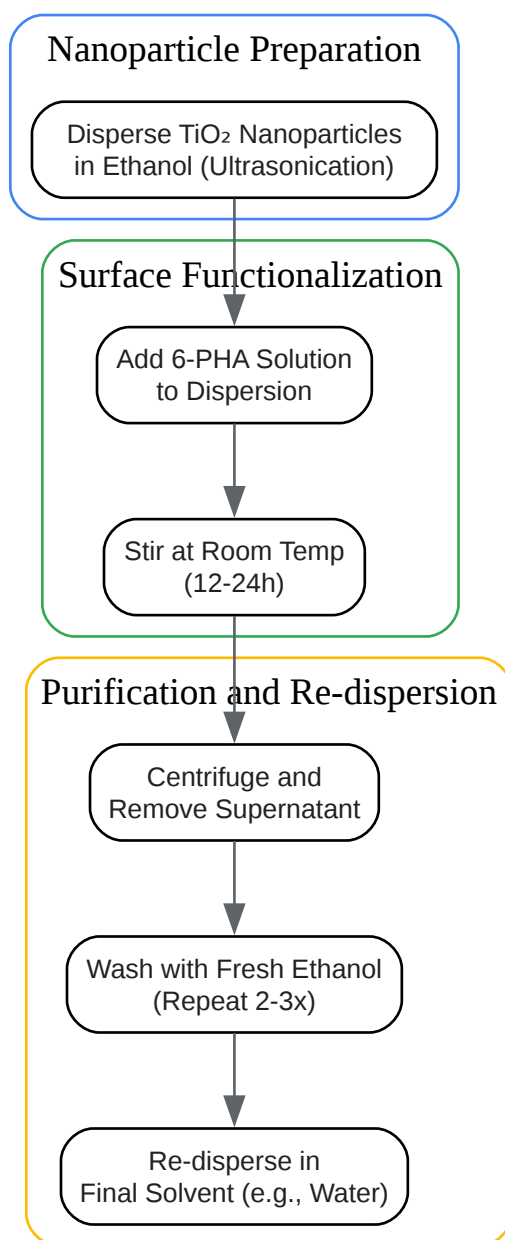 Nanoparticle Preparation
Disperse TiO₂ Nanoparticles
in Ethanol (Ultrasonication)
Surface Functionalization
Add 6-PHA Solution
to Dispersion
Stir at Room Temp
(12-24h)
Purification and Re-dispersion
Centrifuge and
Remove Supernatant
Wash with Fresh Ethanol
(Repeat 2-3x)
Re-disperse in
Final Solvent (e.g., Water)